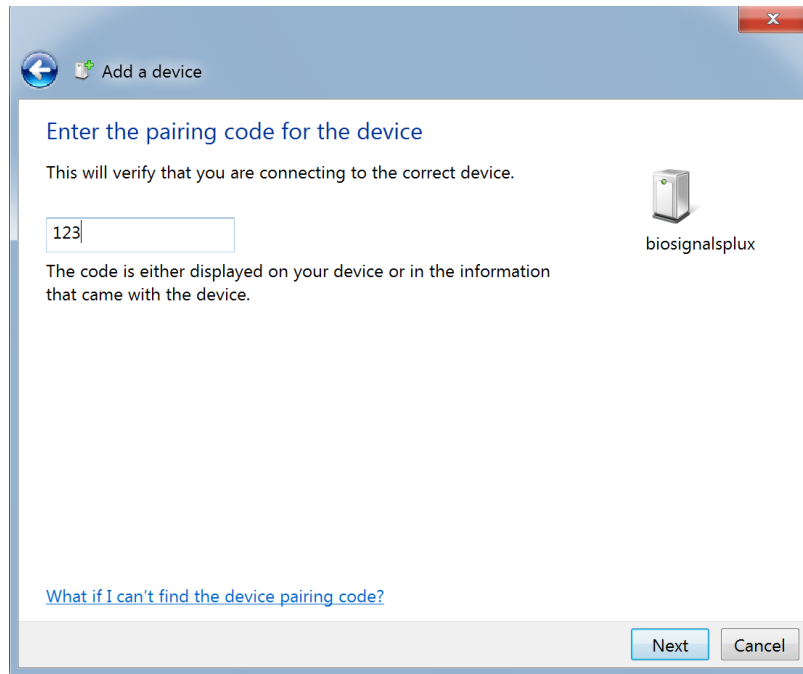 Add a device
Enter the pairing code for the device
This will verify that you are connecting to the correct device.
123
biosignalsplux
The code is either displayed on your device or in the information
that came with the device.
What if I can't find the device pairing code?
Next
Cancel